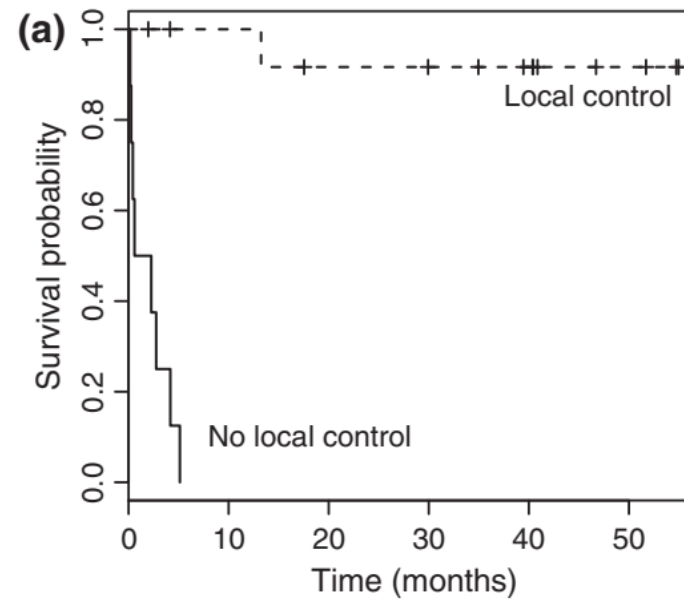 (a)
Survival probability
1.0
0.8
0.6
0.4
0.2
0.0
Local control
No local control
0 10 20 30 40 50
Time (months)